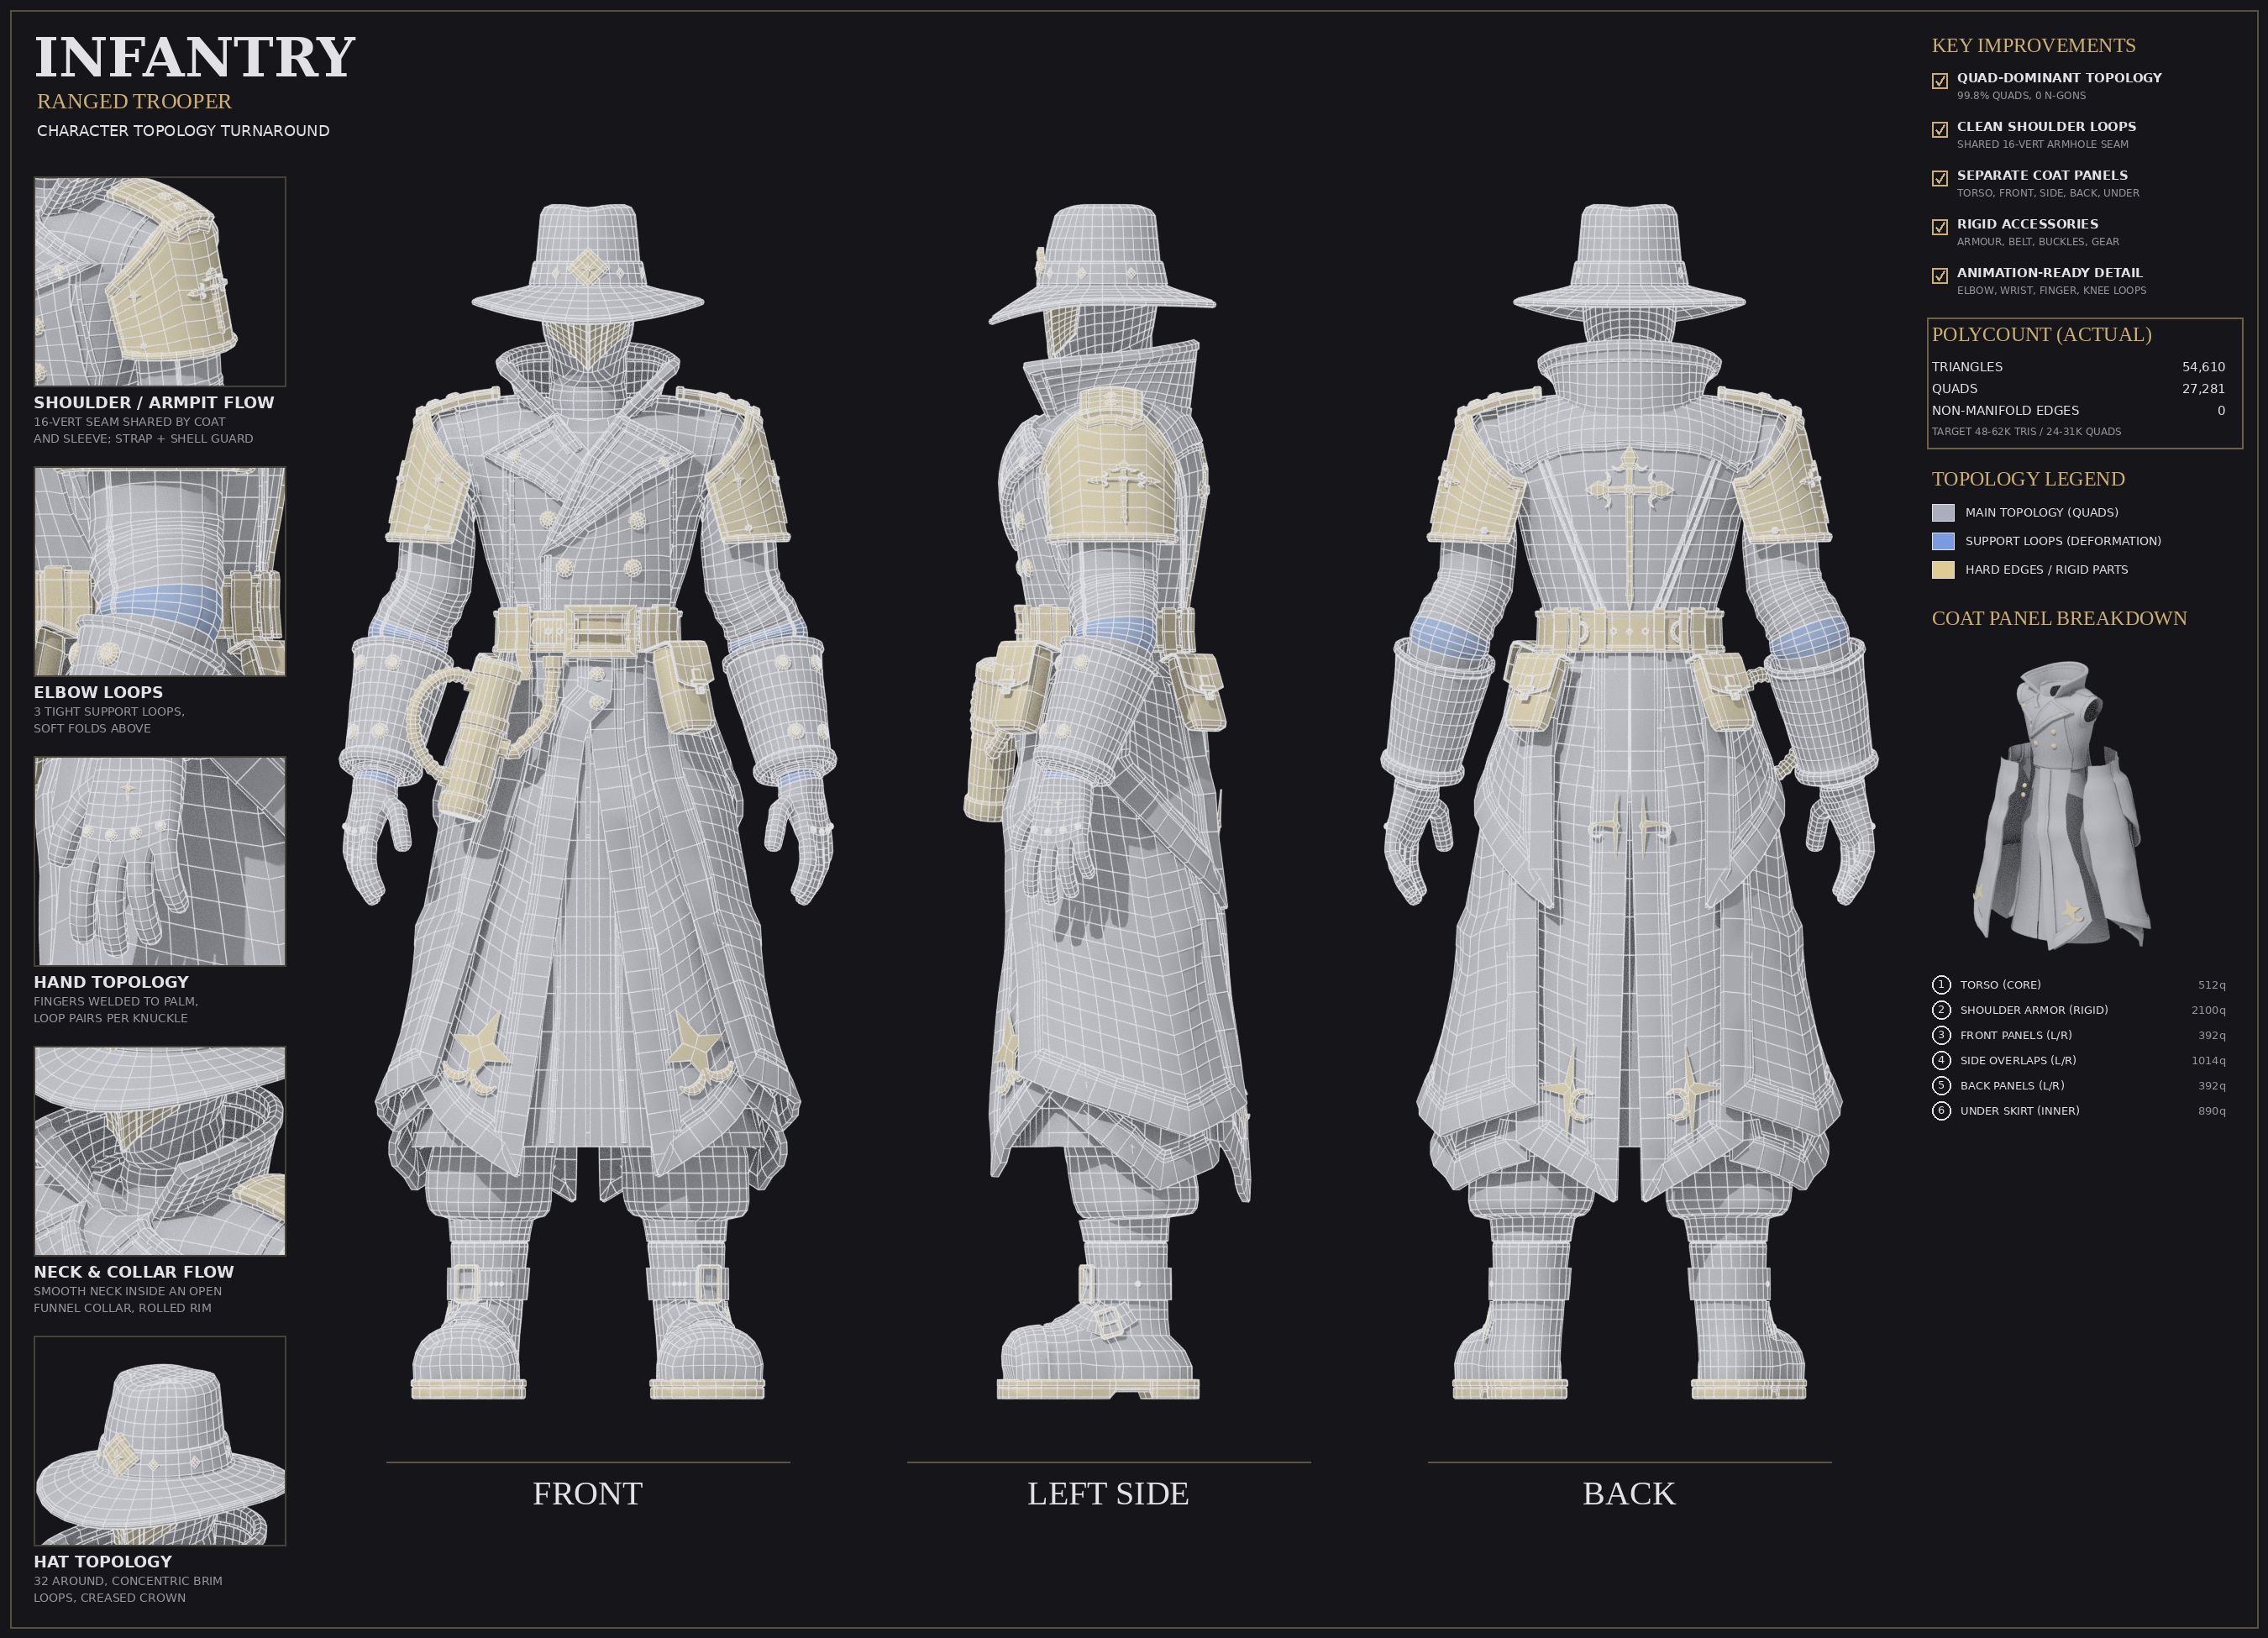 INFANTRY
RANGED TROOPER
CHARACTER TOPOLOGY TURNAROUND
SHOULDER / ARMPIT FLOW
16-VERT SEAM SHARED BY COAT
AND SLEEVE; STRAP + SHELL GUARD
ELBOW LOOPS
3 TIGHT SUPPORT LOOPS,
SOFT FOLDS ABOVE
HAND TOPOLOGY
FINGERS WELDED TO PALM,
LOOP PAIRS PER KNUCKLE
NECK & COLLAR FLOW
SMOOTH NECK INSIDE AN OPEN
FUNNEL COLLAR, ROLLED RIM
HAT TOPOLOGY
32 AROUND, CONCENTRIC BRIM
LOOPS, CREASED CROWN
FRONT
LEFT SIDE
BACK
KEY IMPROVEMENTS
QUAD-DOMINANT TOPOLOGY
99.8% QUADS, 0 N-GONS
CLEAN SHOULDER LOOPS
SHARED 16-VERT ARMHOLE SEAM
SEPARATE COAT PANELS
TORSO, FRONT, SIDE, BACK, UNDER
RIGID ACCESSORIES
ARMOUR, BELT, BUCKLES, GEAR
ANIMATION-READY DETAIL
ELBOW, WRIST, FINGER, KNEE LOOPS
POLYCOUNT (ACTUAL)
TRIANGLES 54,610
QUADS 27,281
NON-MANIFOLD EDGES 0
TARGET 48-62K TRIS / 24-31K QUADS
TOPOLOGY LEGEND
MAIN TOPOLOGY (QUADS)
SUPPORT LOOPS (DEFORMATION)
HARD EDGES / RIGID PARTS
COAT PANEL BREAKDOWN
1 TORSO (CORE) 512q
2 SHOULDER ARMOR (RIGID) 2100q
3 FRONT PANELS (L/R) 392q
4 SIDE OVERLAPS (L/R) 1014q
5 BACK PANELS (L/R) 392q
6 UNDER SKIRT (INNER) 890q